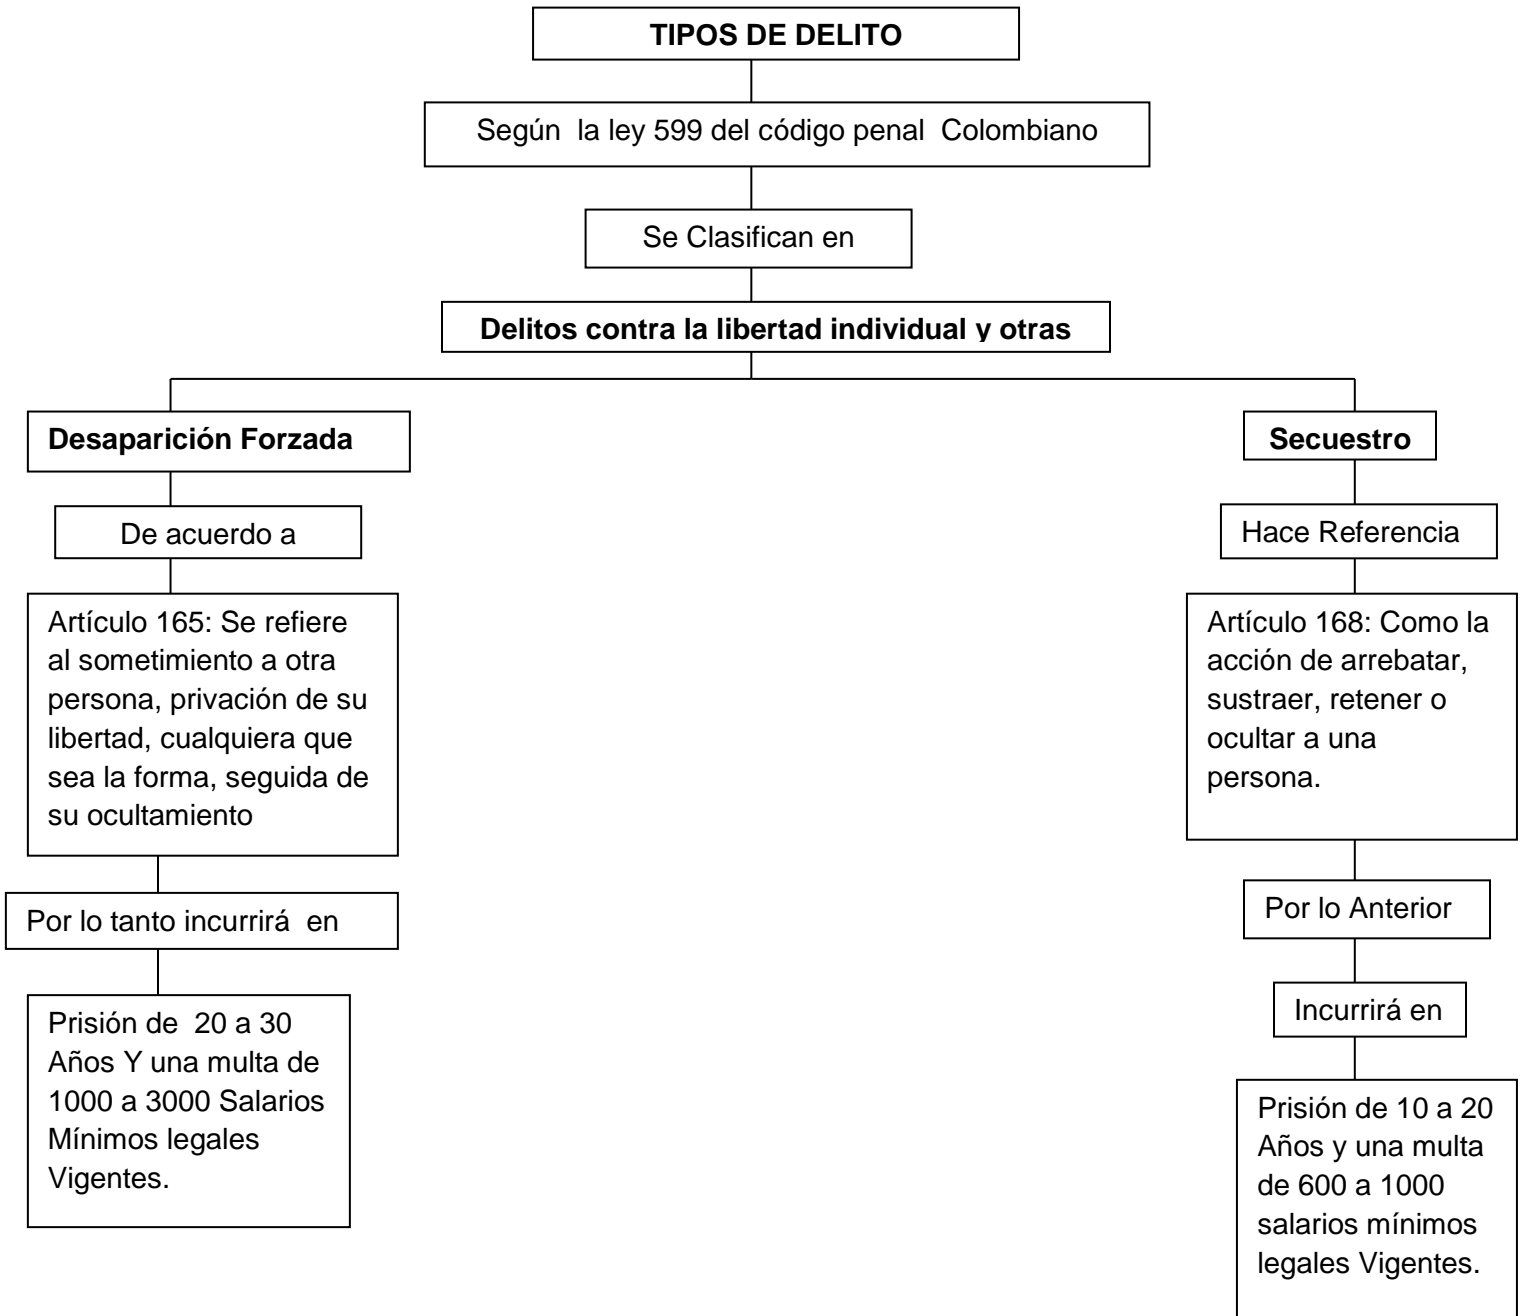 TIPOS DE DELITO
Según  la ley 599 del código penal  Colombiano
Se Clasifican en
Delitos contra la libertad individual y otras
Desaparición Forzada
De acuerdo a
Artículo 165: Se refiere
al sometimiento a otra
persona, privación de su
libertad, cualquiera que
sea la forma, seguida de
su ocultamiento
Por lo tanto incurrirá  en
Prisión de  20 a 30
Años Y una multa de
1000 a 3000 Salarios
Mínimos legales
Vigentes.
Secuestro
Hace Referencia
Artículo 168: Como la
acción de arrebatar,
sustraer, retener o
ocultar a una
persona.
Por lo Anterior
Incurrirá en
Prisión de 10 a 20
Años y una multa
de 600 a 1000
salarios mínimos
legales Vigentes.